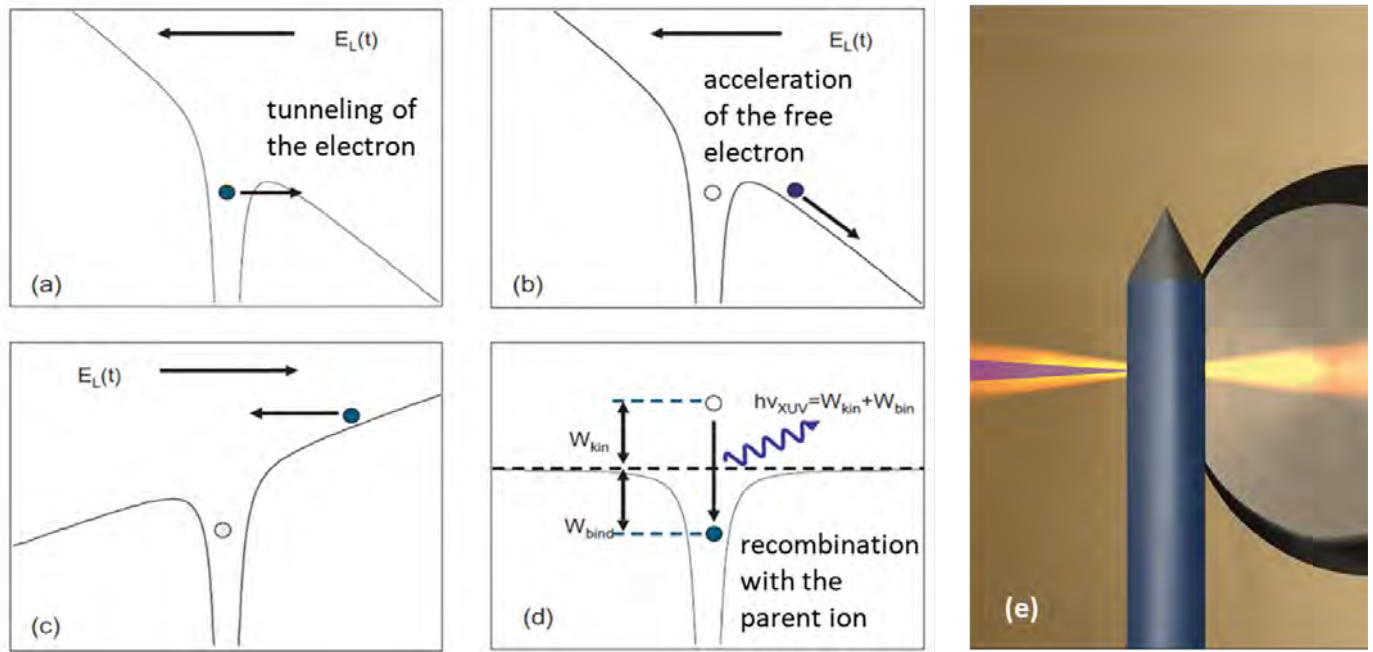 E_L(t)
tunneling of
the electron
(a)
E_L(t)
acceleration
of the free
electron
(b)
E_L(t)
(c)
W_kin
hν_XUV=W_kin+W_bin
W_bind
recombination
with the
parent ion
(d)
(e)